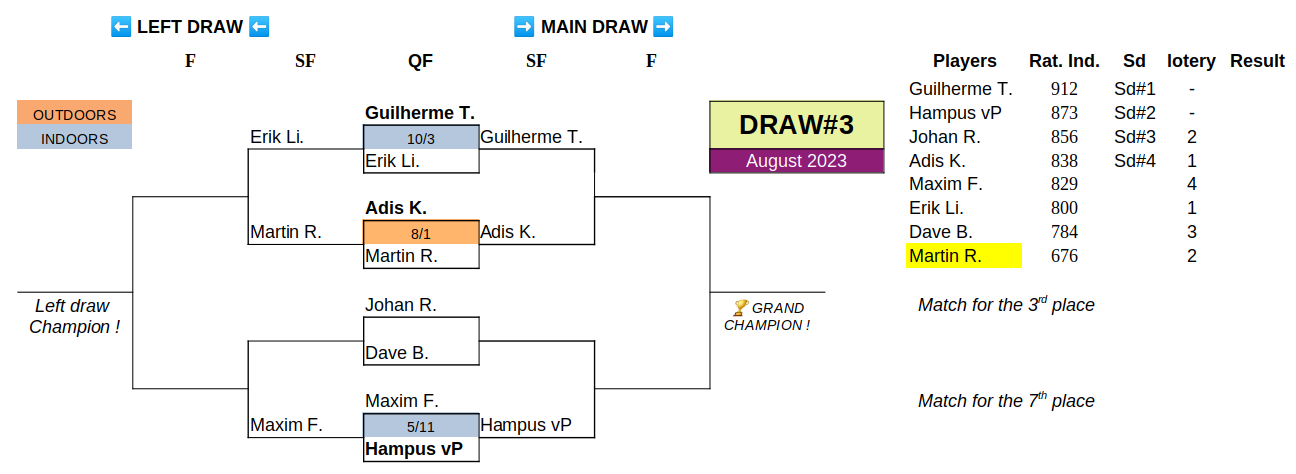 ⬅ LEFT DRAW ⬅
➡ MAIN DRAW ➡
F SF QF SF F
Players Rat. Ind. Sd lotery Result
OUTDOORS
INDOORS
Guilherme T.
Erik Li. 10/3 Guilherme T.
Erik Li.
Adis K.
Martin R. 8/1 Adis K.
Martin R.
Johan R.
Dave B.
Maxim F.
Maxim F. 5/11 Hampus vP
Hampus vP
Left draw
Champion !
🏆 GRAND
CHAMPION !
DRAW#3
August 2023
Guilherme T. 912 Sd#1 -
Hampus vP 873 Sd#2 -
Johan R. 856 Sd#3 2
Adis K. 838 Sd#4 1
Maxim F. 829 4
Erik Li. 800 1
Dave B. 784 3
Martin R. 676 2
Match for the 3rd place
Match for the 7th place